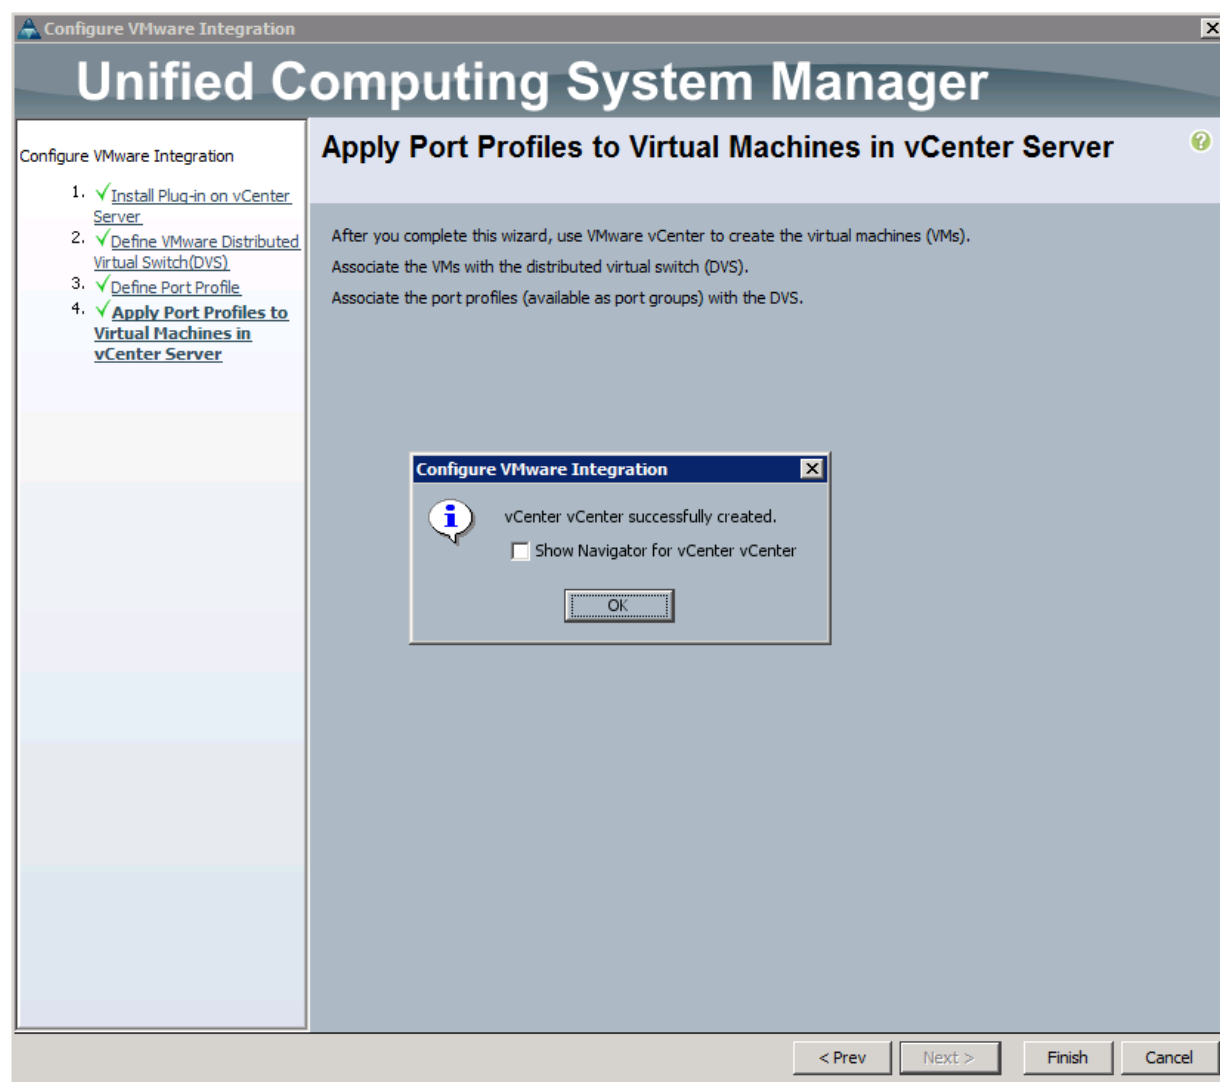 Configure VMware Integration
Unified Computing System Manager
Configure VMware Integration
1. Install Plug-in on vCenter
Server
2. Define VMware Distributed
Virtual Switch(DVS)
3. Define Port Profile
4. Apply Port Profiles to
Virtual Machines in
vCenter Server
Apply Port Profiles to Virtual Machines in vCenter Server
?
After you complete this wizard, use VMware vCenter to create the virtual machines (VMs).
Associate the VMs with the distributed virtual switch (DVS).
Associate the port profiles (available as port groups) with the DVS.
Configure VMware Integration
vCenter vCenter successfully created.
Show Navigator for vCenter vCenter
OK
< Prev
Next >
Finish
Cancel